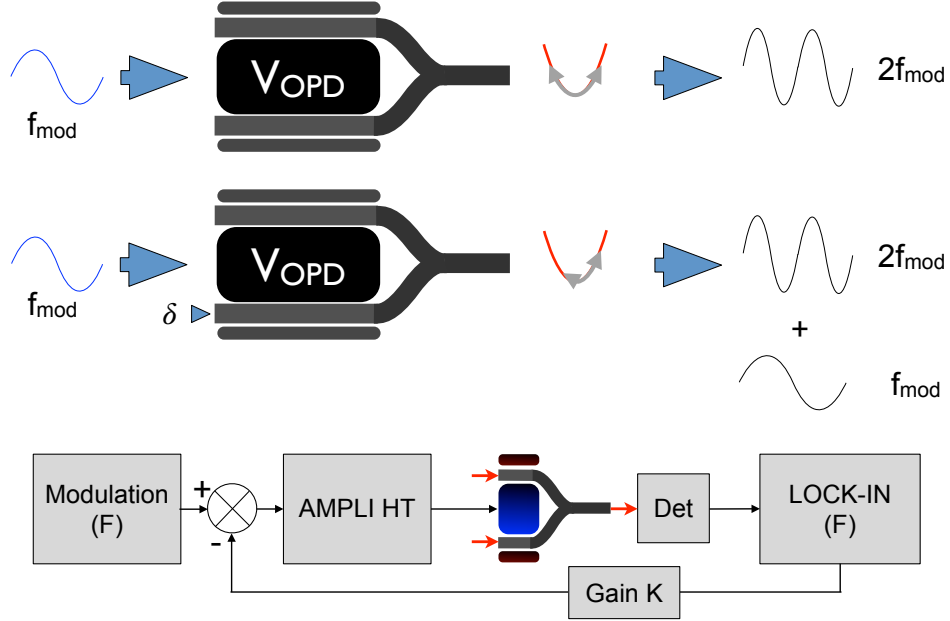 V_OPD
2f_mod
f_mod
V_OPD
2f_mod
f_mod
δ
+
f_mod
Modulation
(F)
+
-
AMPLI HT
Det
LOCK-IN
(F)
Gain K